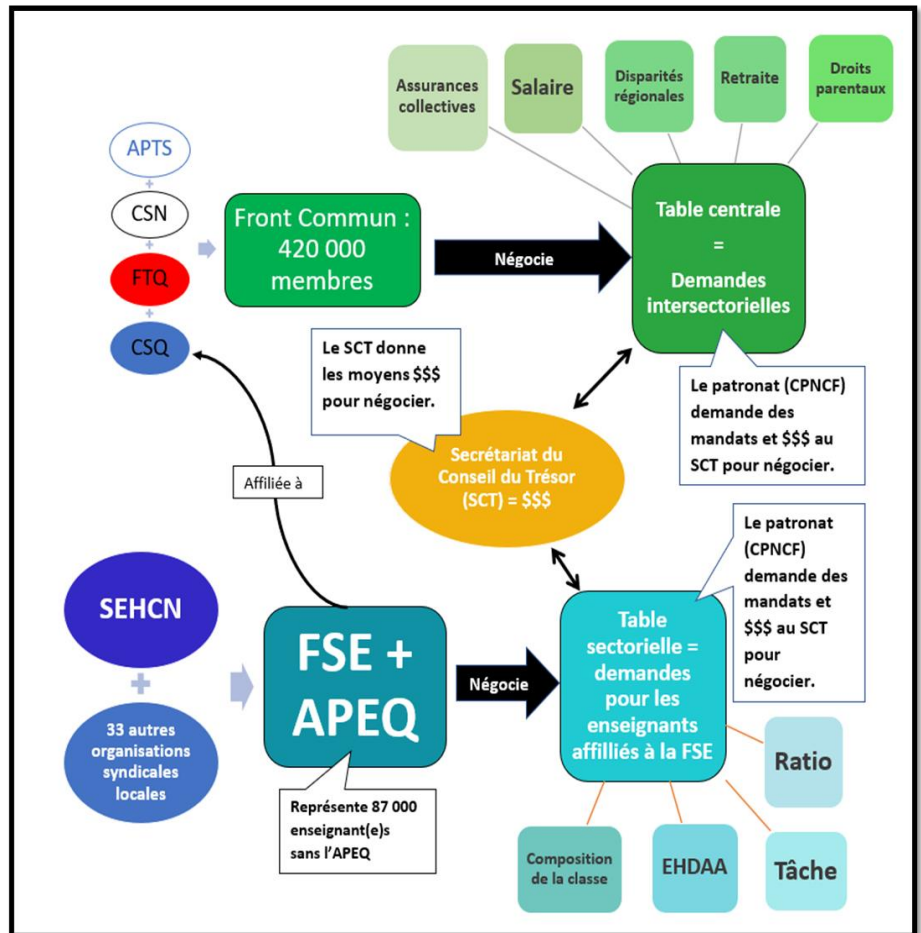 Assurances
collectives
Salaire
Disparités
régionales
Retraite
Droits
parentaux
APTS
+
CSN
+
FTQ
+
CSQ
Front Commun :
420 000
membres
Négocie
Table centrale
=
Demandes
intersectorielles
Le SCT donne
les moyens $$$
pour négocier.
Le patronat (CPNCF)
demande des
mandats et $$$ au
SCT pour négocier.
Secrétariat du
Conseil du Trésor
(SCT) = $$$
Affiliée à
Le patronat
(CPNCF)
demande des
mandats et
$$$ au SCT
pour
négocier.
SEHCN
+
33 autres
organisations
syndicales
locales
FSE +
APEQ
Négocie
Table
sectorielle =
demandes
pour les
enseignants
affilliés à la FSE
Représente 87 000
enseignant(e)s
sans l'APEQ
Ratio
Composition
de la classe
EHDAA
Tâche